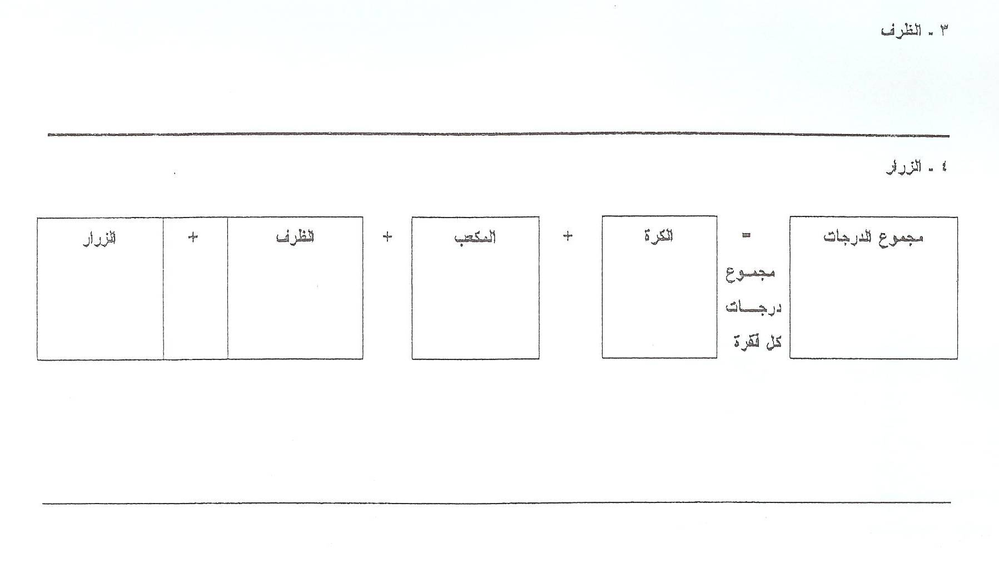 ٣ - الظرف
٤ - الزرار
مجموع الدرجات = الكرة + المكعب + الظرف + الزرار
مجموع
درجات
كل فقرة